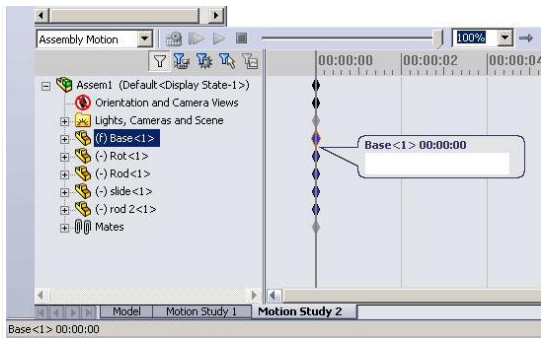 Assembly Motion
100%
00:00:00 00:00:02 00:00:04
Assem1 (Default<Display State-1>)
Orientation and Camera Views
Lights, Cameras and Scene
(f) Base<1>
Base<1> 00:00:00
(-) Rot<1>
(-) Rod<1>
(-) slide<1>
(-) rod 2<1>
Mates
Model Motion Study 1 Motion Study 2
Base<1> 00:00:00